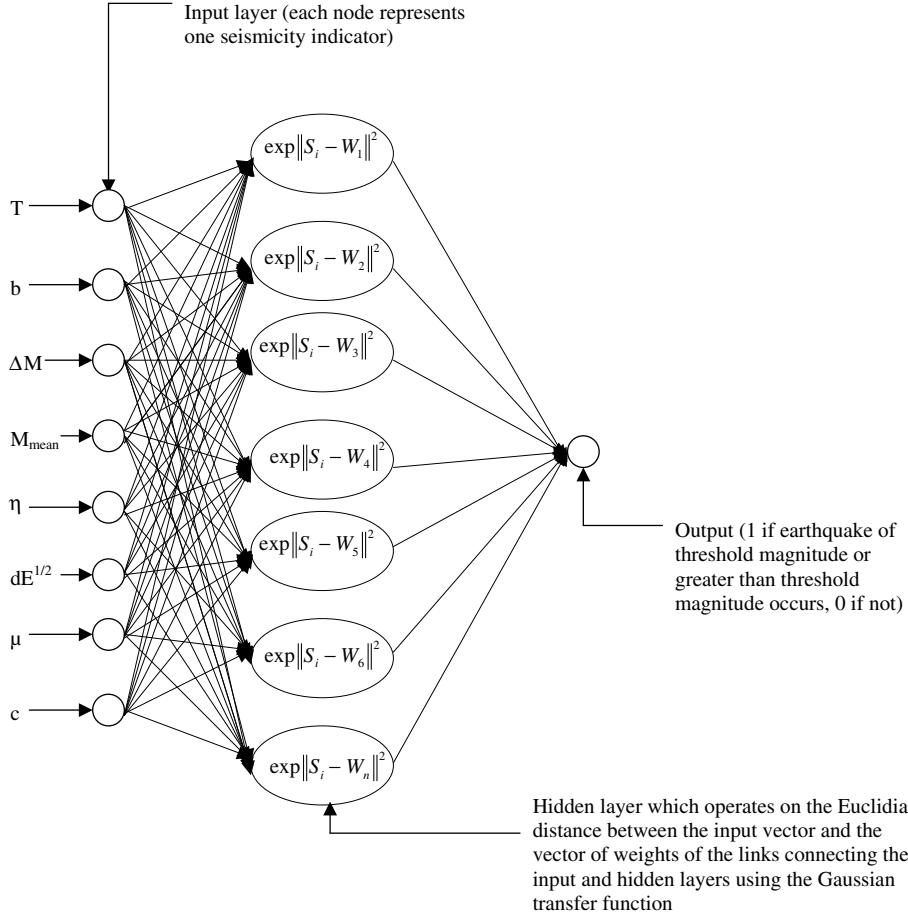 Input layer (each node represents
one seismicity indicator)
exp‖S_i − W_1‖^2
T
exp‖S_i − W_2‖^2
b
exp‖S_i − W_3‖^2
ΔM
M_mean
exp‖S_i − W_4‖^2
η
exp‖S_i − W_5‖^2
Output (1 if earthquake of
threshold magnitude or
greater than threshold
magnitude occurs, 0 if not)
dE^1/2
μ
exp‖S_i − W_6‖^2
c
exp‖S_i − W_n‖^2
Hidden layer which operates on the Euclidia
distance between the input vector and the
vector of weights of the links connecting the
input and hidden layers using the Gaussian
transfer function